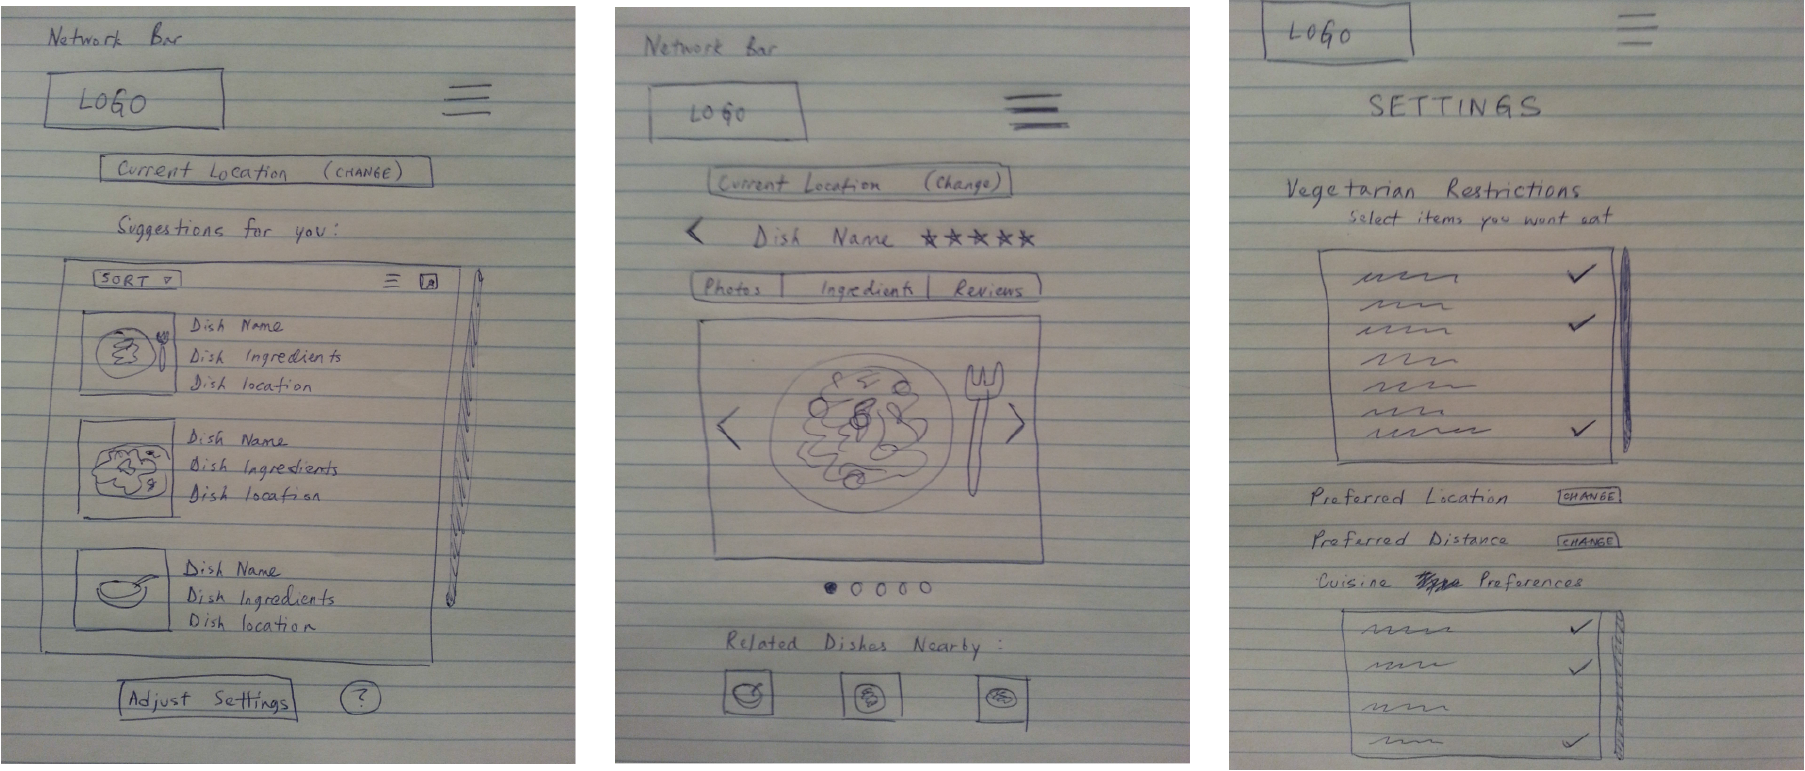 Network Bar
LOGO
Current Location (CHANGE)
Suggestions for you:
SORT
Dish Name
Dish Ingredients
Dish location
Dish Name
Dish Ingredients
Dish location
Dish Name
Dish Ingredients
Dish location
Adjust Settings ?
Network Bar
LOGO
Current Location (Change)
< Dish Name ★★★★★
Photos Ingredients Reviews
< >
Related Dishes Nearby:
LOGO
SETTINGS
Vegetarian Restrictions
Select items you wont eat
Preferred Location CHANGE
Preferred Distance CHANGE
Cuisine Preferences